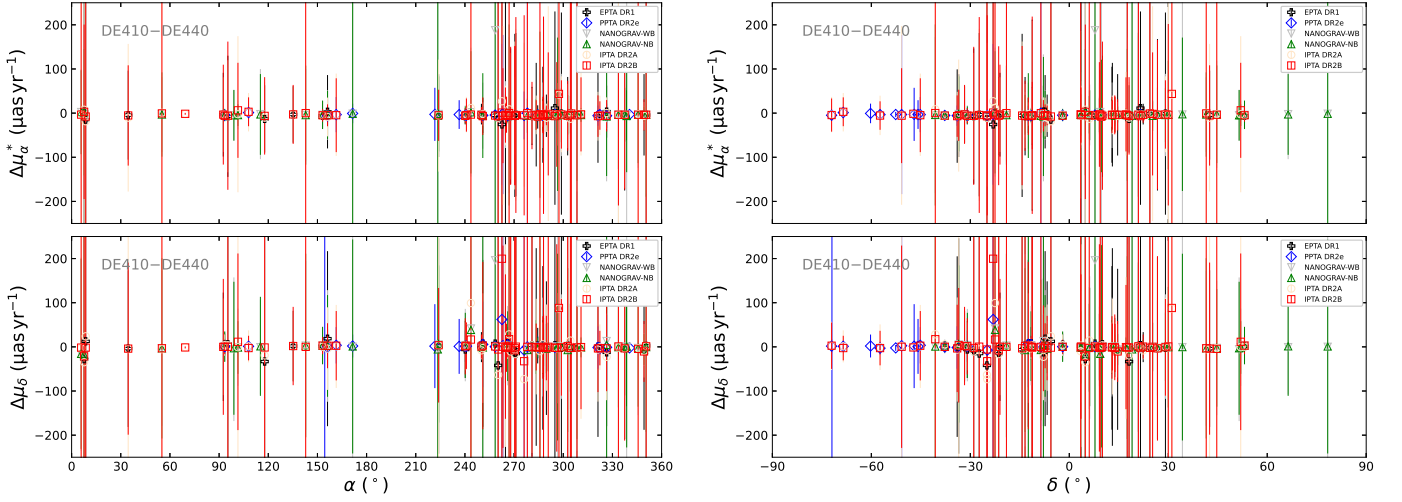 DE410−DE440
EPTA DR1
PPTA DR2e
NANOGRAV-WB
NANOGRAV-NB
IPTA DR2A
IPTA DR2B
200
100
0
−100
−200
Δμ*α (μas yr−1)
DE410−DE440
EPTA DR1
PPTA DR2e
NANOGRAV-WB
NANOGRAV-NB
IPTA DR2A
IPTA DR2B
200
100
0
−100
−200
Δμ*α (μas yr−1)
DE410−DE440
EPTA DR1
PPTA DR2e
NANOGRAV-WB
NANOGRAV-NB
IPTA DR2A
IPTA DR2B
200
100
0
−100
−200
Δμδ (μas yr−1)
0 30 60 90 120 150 180 210 240 270 300 330 360
α (°)
DE410−DE440
EPTA DR1
PPTA DR2e
NANOGRAV-WB
NANOGRAV-NB
IPTA DR2A
IPTA DR2B
200
100
0
−100
−200
Δμδ (μas yr−1)
−90 −60 −30 0 30 60 90
δ (°)